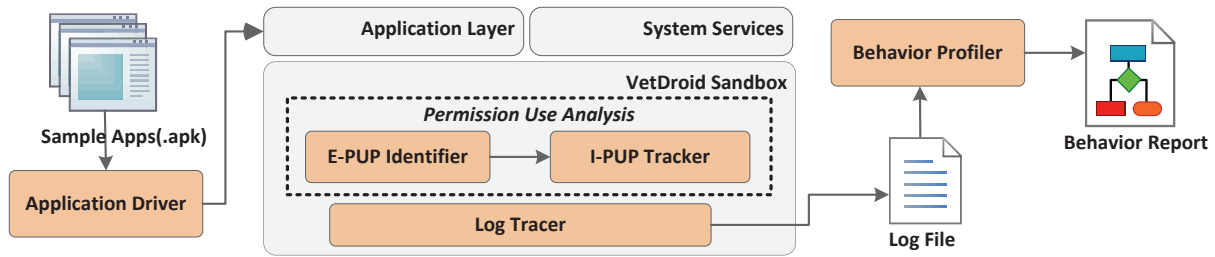 Sample Apps(.apk)
Application Driver
Application Layer
System Services
VetDroid Sandbox
Permission Use Analysis
E-PUP Identifier
I-PUP Tracker
Log Tracer
Log File
Behavior Profiler
Behavior Report